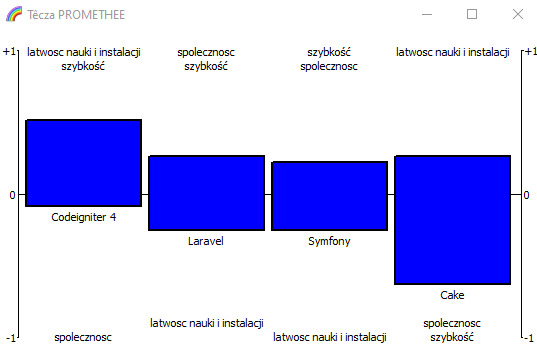 Têcza PROMETHEE
+1
latwosc nauki i instalacji
szybkość
spolecznosc
szybkość
szybkość
spolecznosc
latwosc nauki i instalacji
+1
0
0
Codeigniter 4
Laravel
Symfony
Cake
-1
spolecznosc
latwosc nauki i instalacji
latwosc nauki i instalacji
spolecznosc
szybkość
-1